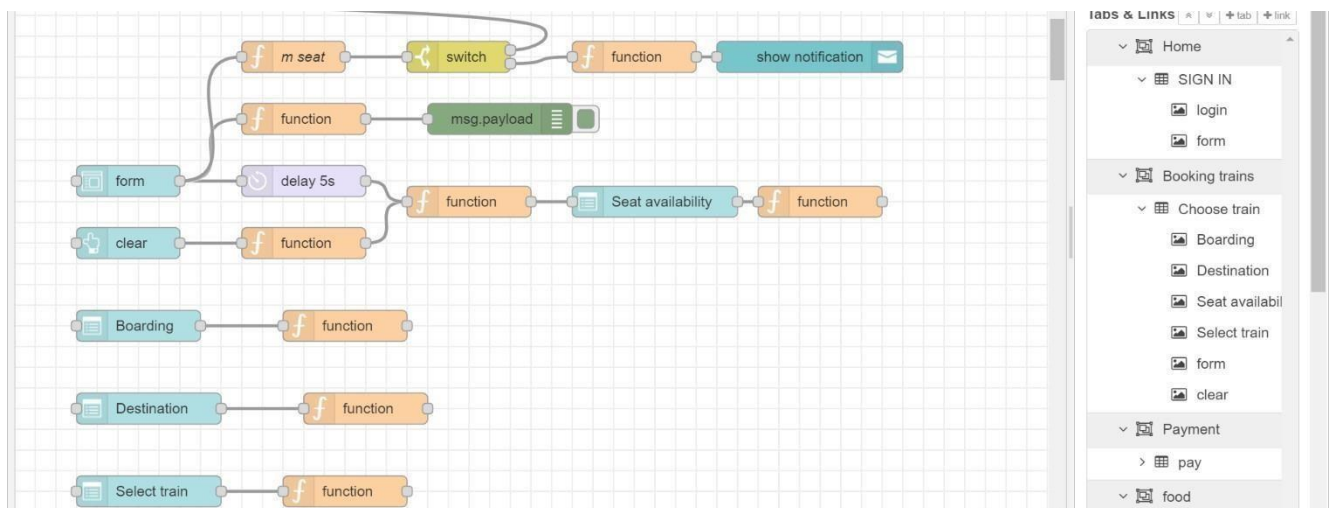 Tabs & Links + tab + link
m seat
switch
function
show notification
function
msg.payload
form
delay 5s
function
Seat availability
function
clear
function
Boarding
function
Destination
function
Select train
function
Home
SIGN IN
login
form
Booking trains
Choose train
Boarding
Destination
Seat availabil
Select train
form
clear
Payment
pay
food